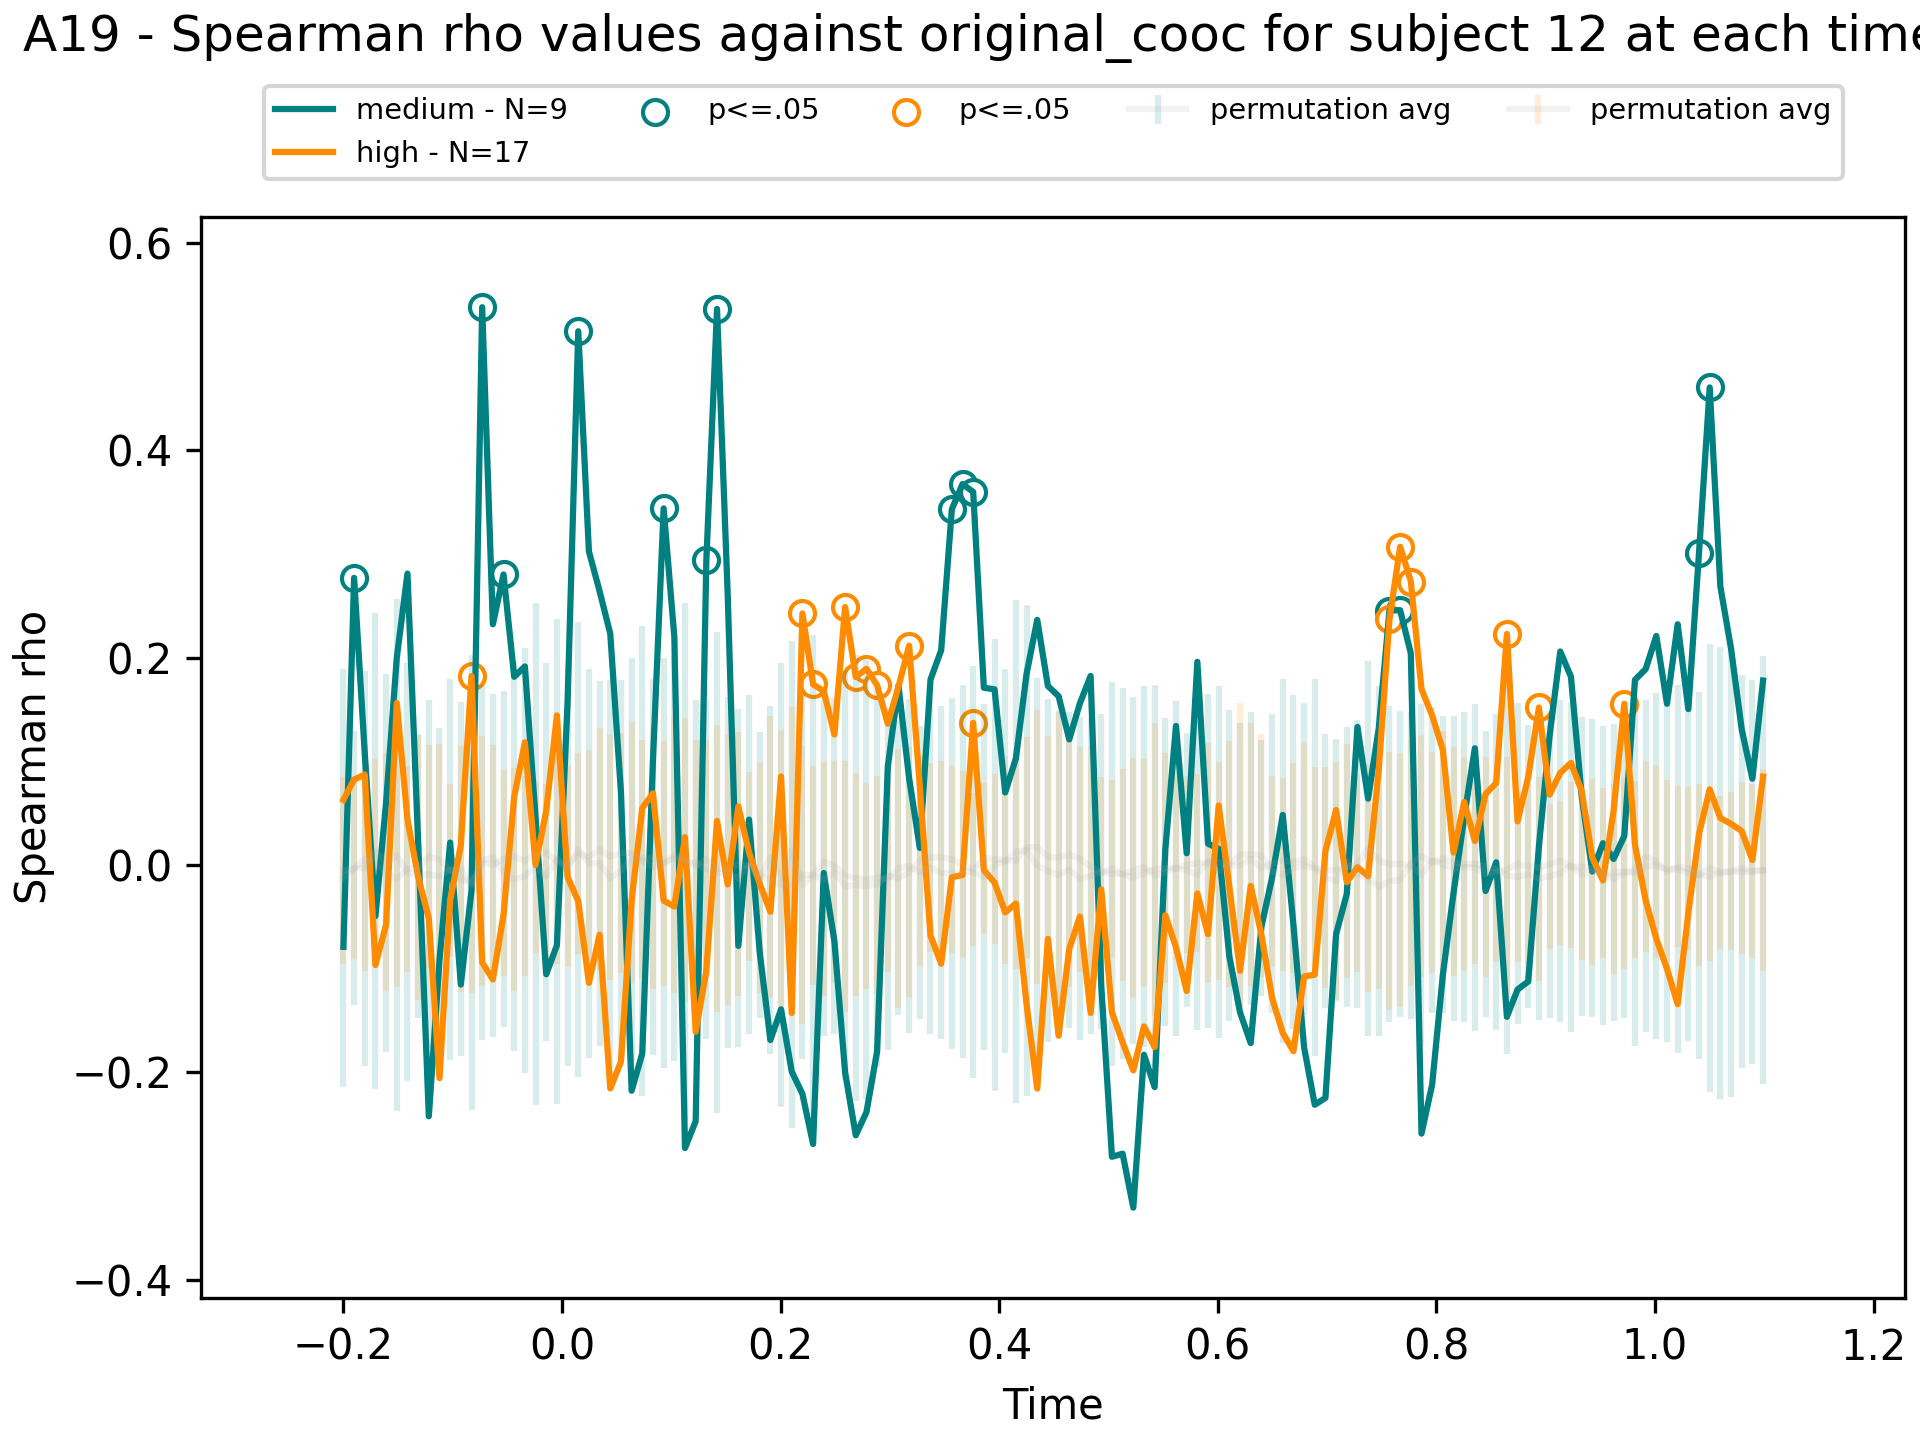 A19 - Spearman rho values against original_cooc for subject 12 at each time
medium - N=9
high - N=17
p<=.05
p<=.05
permutation avg
permutation avg
0.6
0.4
0.2
0.0
−0.2
−0.4
Spearman rho
−0.2 0.0 0.2 0.4 0.6 0.8 1.0 1.2
Time